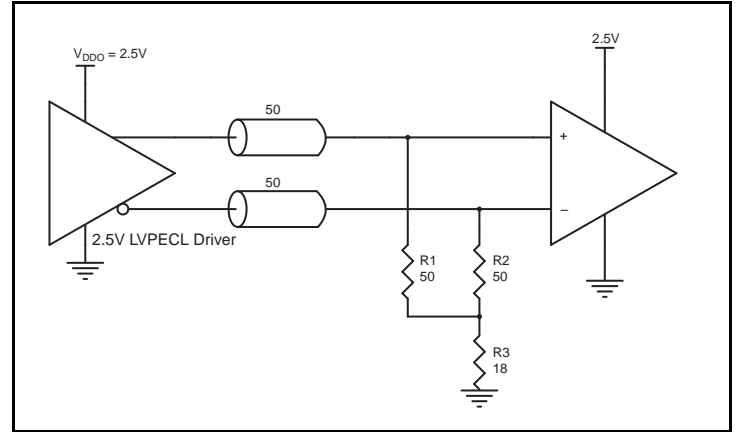 V_DDO = 2.5V
2.5V
50
+
50
−
2.5V LVPECL Driver
R1
50
R2
50
R3
18